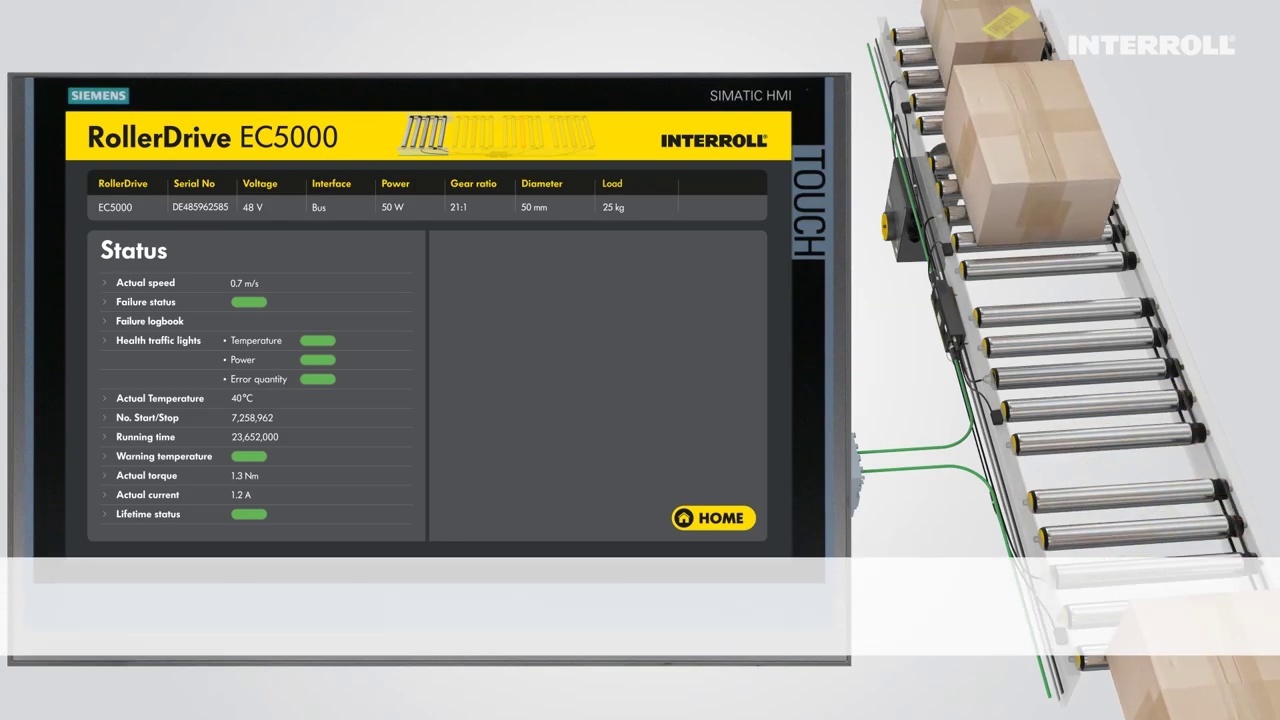 INTERROLL
SIEMENS
SIMATIC HMI
RollerDrive EC5000
INTERROLL
TOUCH
RollerDrive Serial No Voltage Interface Power Gear ratio Diameter Load
EC5000 DE485962585 48 V Bus 50 W 21:1 50 mm 25 kg
Status
Actual speed 0.7 m/s
Failure status
Failure logbook
Health traffic lights • Temperature
• Power
• Error quantity
Actual Temperature 40°C
No. Start/Stop 7,258,962
Running time 23,652,000
Warning temperature
Actual torque 1.3 Nm
Actual current 1.2 A
Lifetime status
HOME